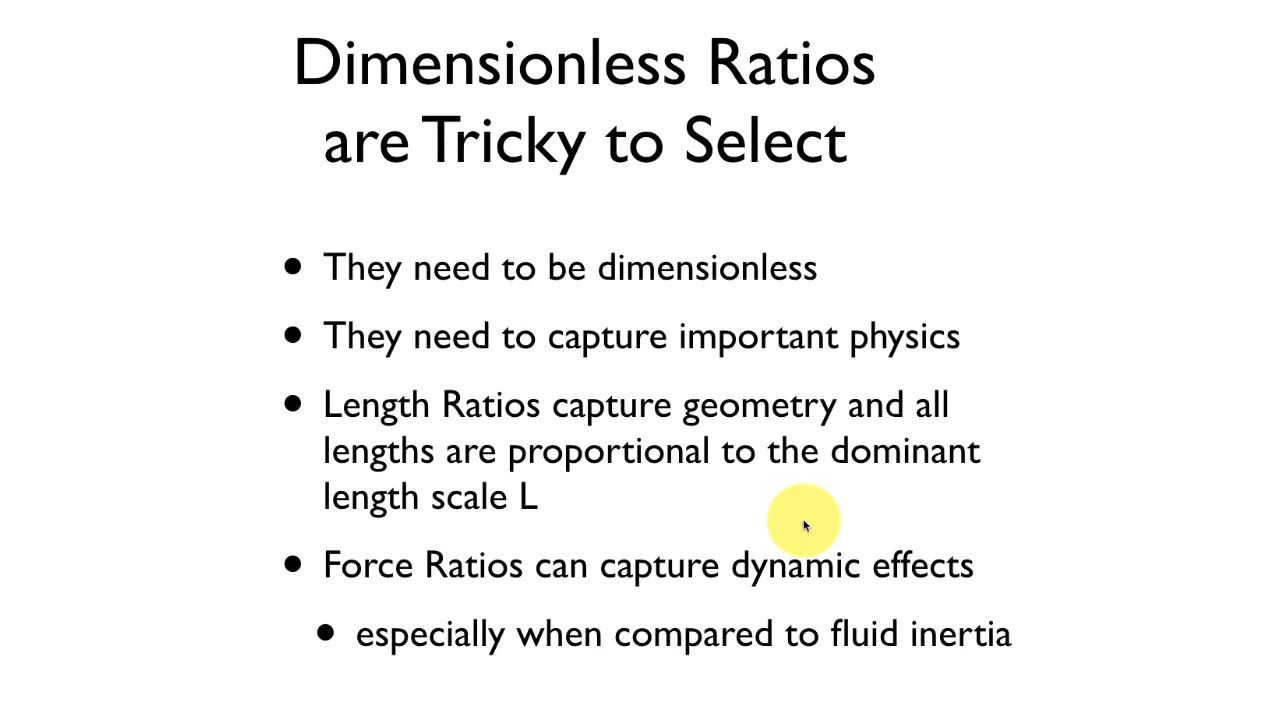 Dimensionless Ratios
are Tricky to Select
• They need to be dimensionless
• They need to capture important physics
• Length Ratios capture geometry and all
lengths are proportional to the dominant
length scale L
• Force Ratios can capture dynamic effects
• especially when compared to fluid inertia